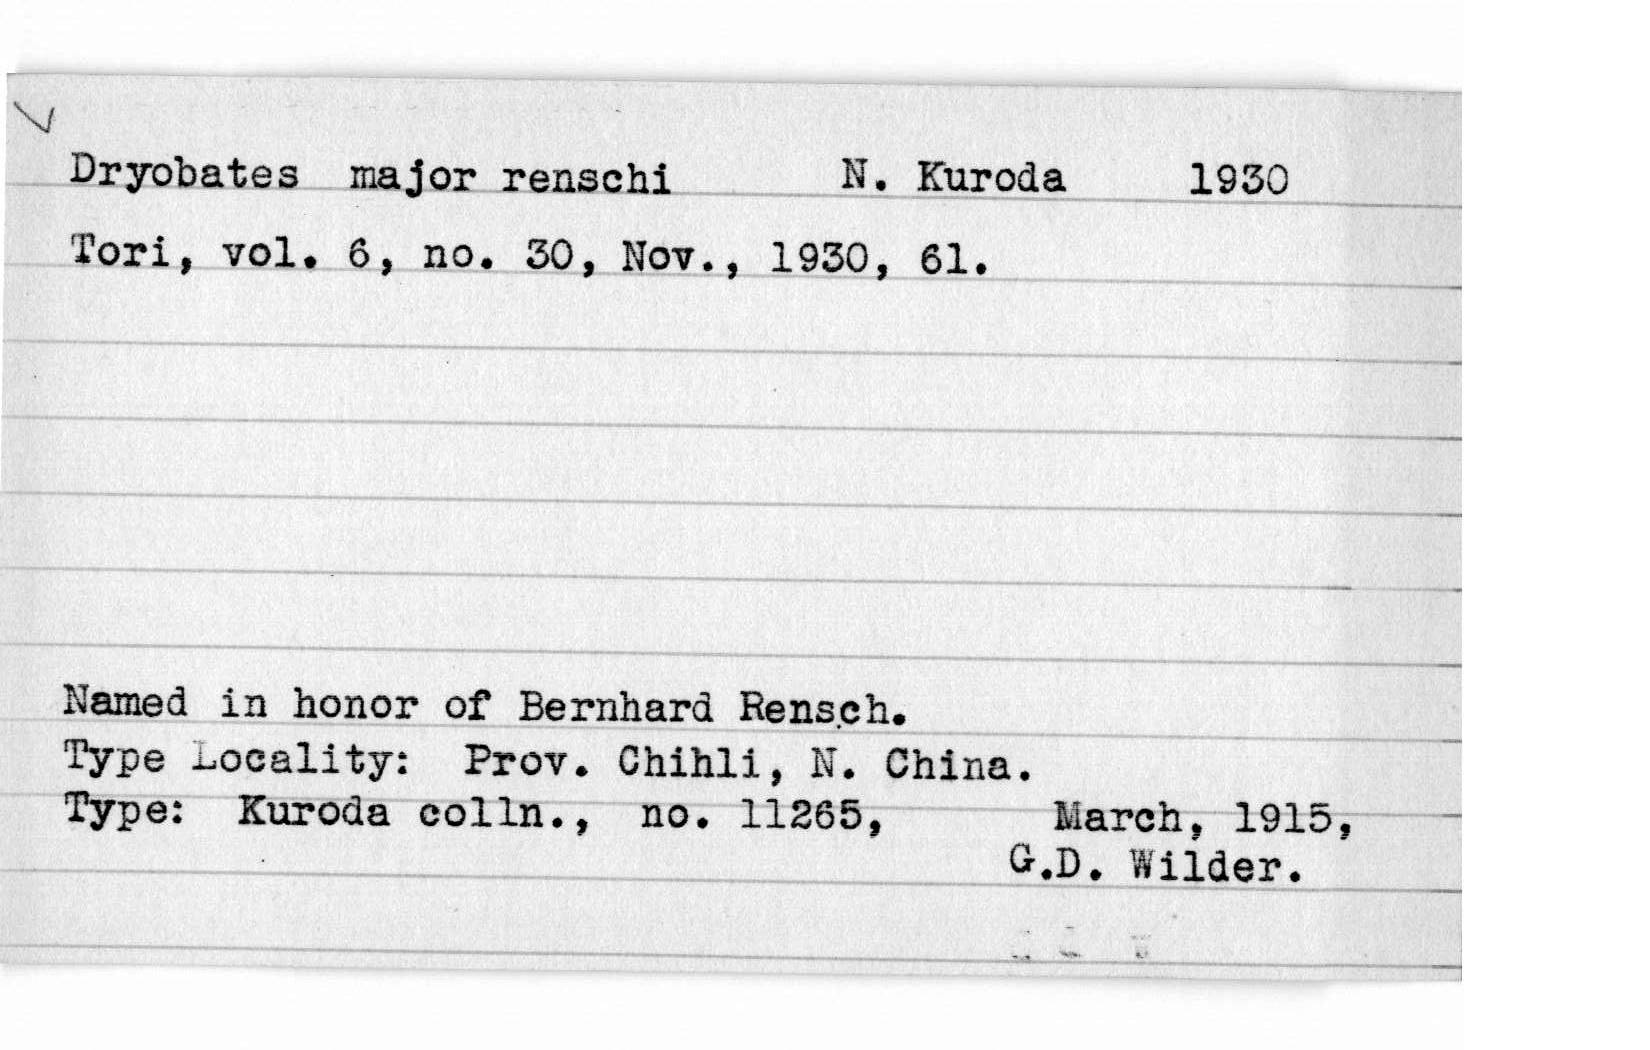 Dryobates major renschi N. Kuroda 1930
Tori, vol. 6, no. 30, Nov., 1930, 61.
Named in honor of Bernhard Rensch.
Type Locality: Prov. Chihli, N. China.
Type: Kuroda colln., no. 11265, March, 1915,
G.D. Wilder.